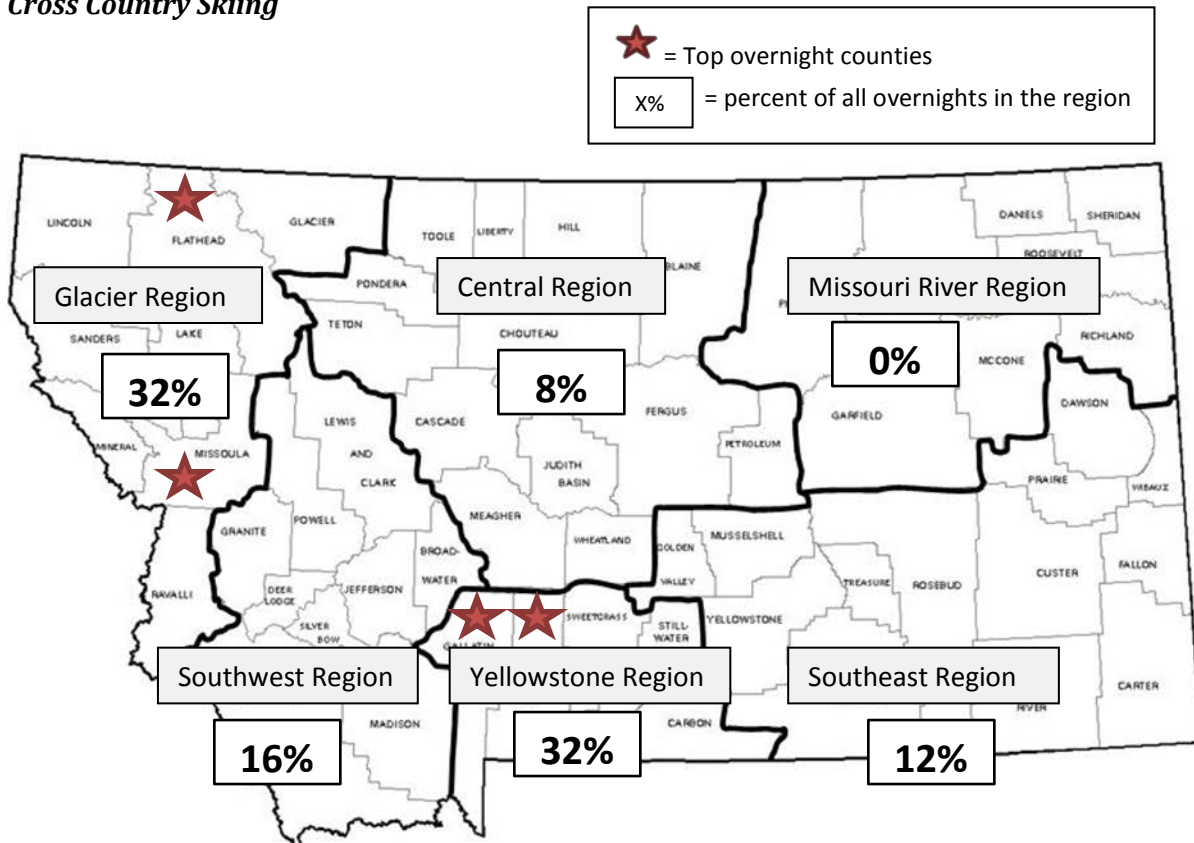 Cross Country Skiing
= Top overnight counties
X% = percent of all overnights in the region
LINCOLN
FLATHEAD
GLACIER
TOOLE
LIBERTY
HILL
BLAINE
DANIELS
SHERIDAN
ROOSEVELT
PONDERA
Glacier Region
Central Region
Missouri River Region
TETON
CHOUTEAU
SANDERS
LAKE
RICHLAND
MCCONE
32%
8%
0%
DAWSON
GARFIELD
FERGUS
CASCADE
LEWIS
AND
CLARK
PETROLEUM
MINERAL
MISSOULA
JUDITH
BASIN
PRAIRIE
WIBAUX
MEAGHER
GRANITE
POWELL
WHEATLAND
GOLDEN
VALLEY
MUSSELSHELL
BROAD-
WATER
JEFFERSON
DEER
LODGE
SILVER
BOW
RAVALLI
TREASURE
ROSEBUD
CUSTER
FALLON
GALLATIN
SWEETGRASS
STILL-
WATER
YELLOWSTONE
Southwest Region
Yellowstone Region
Southeast Region
CARTER
RIVER
MADISON
CARBON
16%
32%
12%